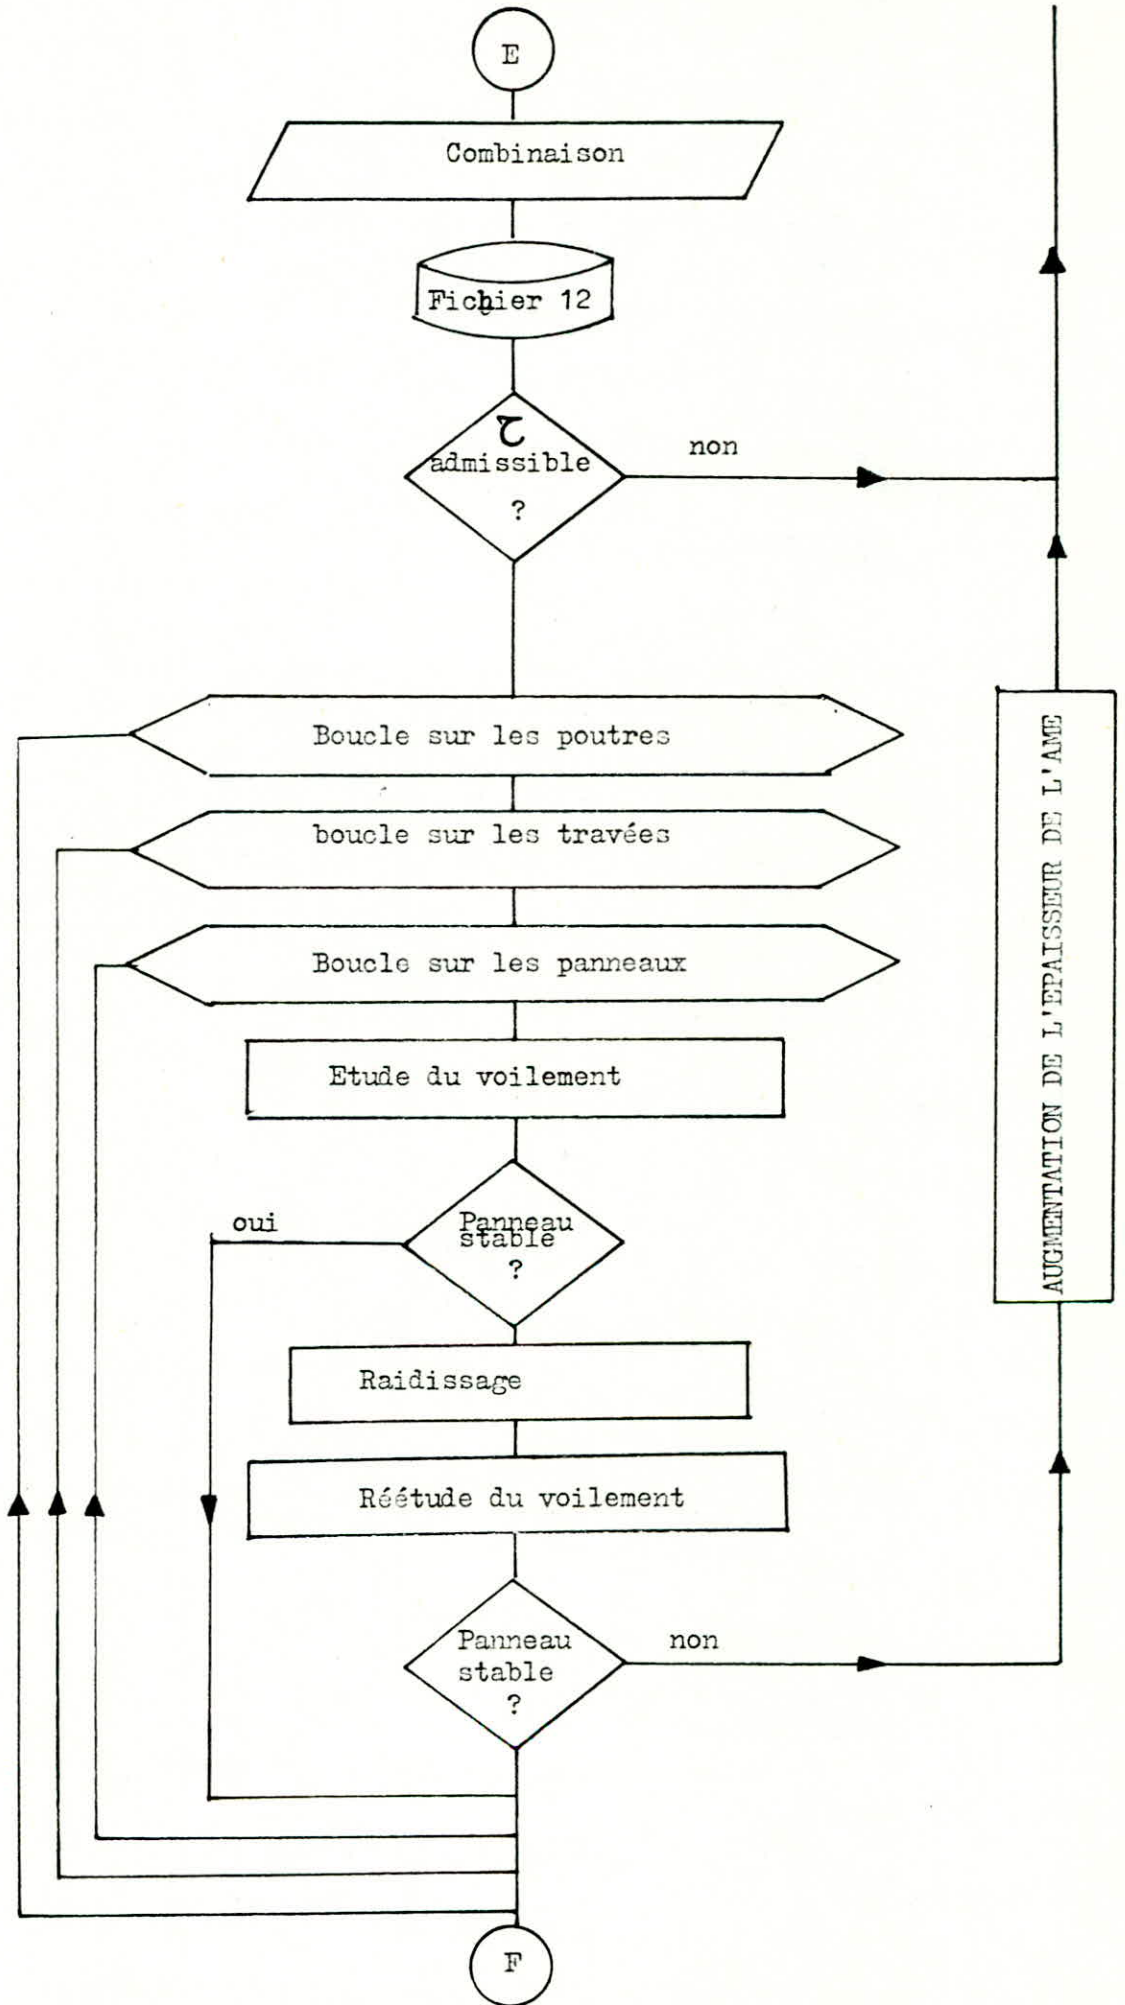 E
Combinaison
Fichier 12
τ
admissible
?
non
Boucle sur les poutres
boucle sur les travées
Boucle sur les panneaux
Etude du voilement
oui
Panneau
stable
?
Raidissage
Réétude du voilement
Panneau
stable
?
non
AUGMENTATION DE L'EPAISSEUR DE L'AME
F